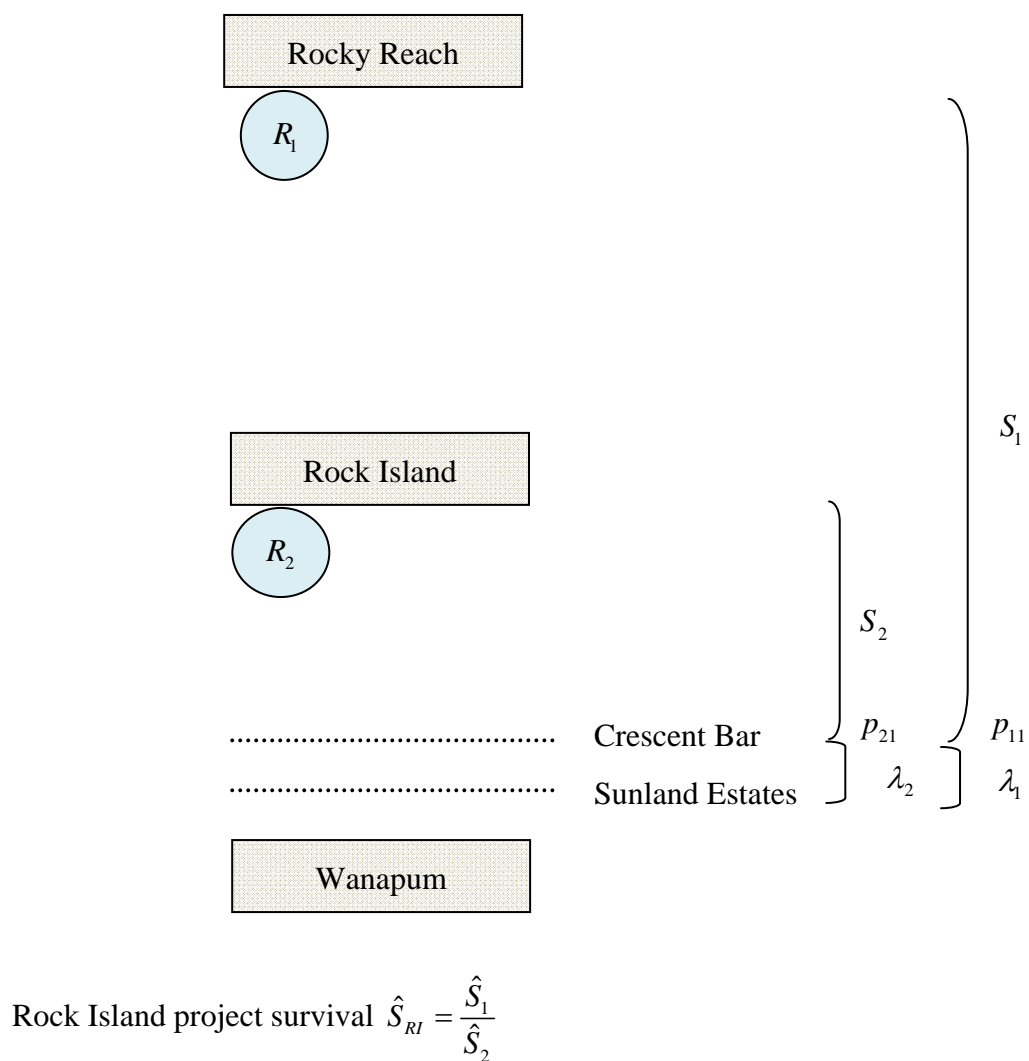 Rocky Reach
R₁
S₁
Rock Island
R₂
S₂
Crescent Bar p₂₁ p₁₁
Sunland Estates λ₂ λ₁
Wanapum
Rock Island project survival Ŝ_RI = Ŝ₁ / Ŝ₂